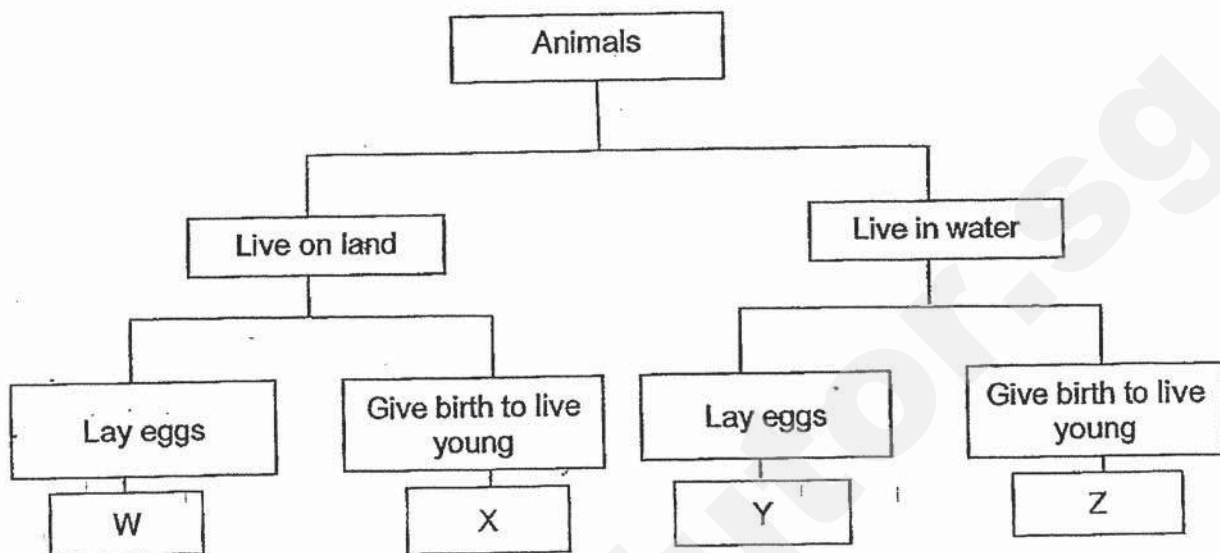 Animals
Live on land
Live in water
Lay eggs
Give birth to live
young
Lay eggs
Give birth to live
young
W
X
Y
Z